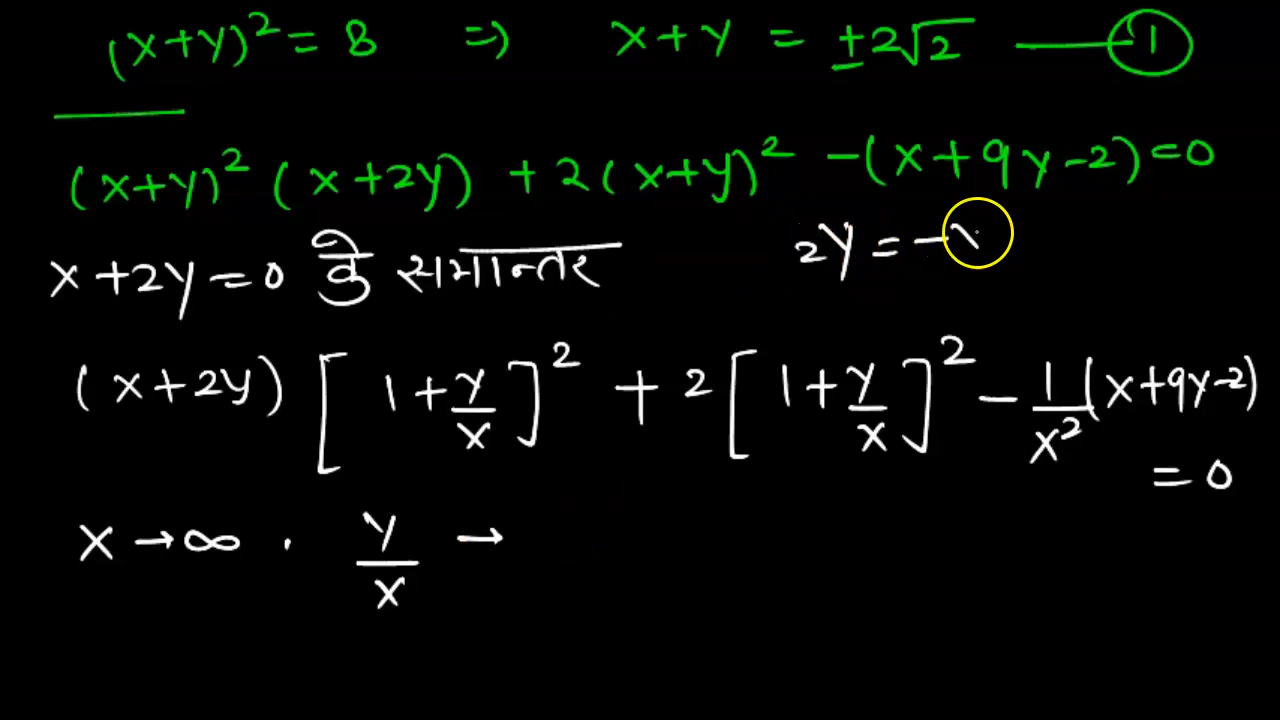 (x+y)² = 8 ⇒ x+y = ±2√2 —— ①
(x+y)² (x+2y) + 2(x+y)² -(x+9y-2)=0
x+2y=0 के समान्तर 2y = -x
(x+2y) [1+y/x]² + 2[1+y/x]² - 1/x² (x+9y-2)
= 0
x→∞ . y/x →